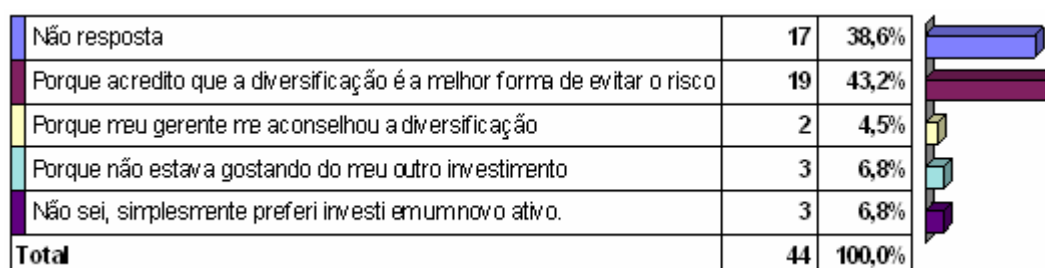 Não resposta 17 38,6%
Porque acredito que a diversificação é a melhor forma de evitar o risco 19 43,2%
Porque meu gerente me aconselhou a diversificação 2 4,5%
Porque não estava gostando do meu outro investimento 3 6,8%
Não sei, simplesmente preferi investi em um novo ativo. 3 6,8%
Total 44 100,0%